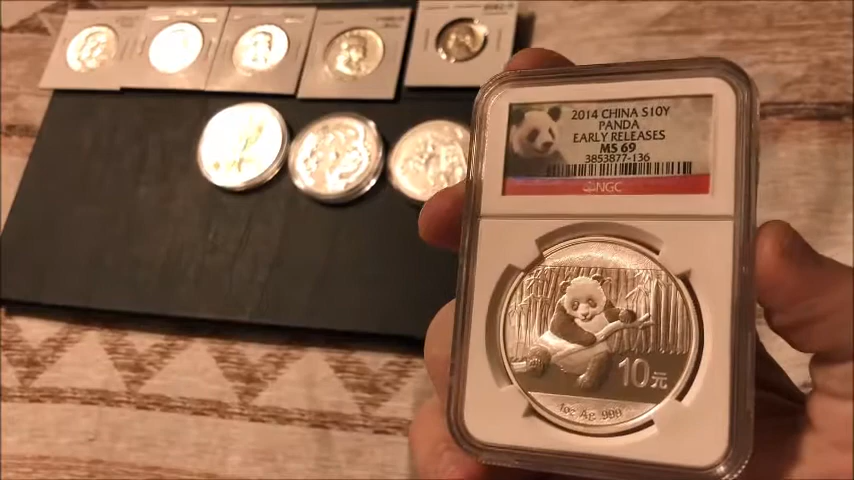 2014 CHINA S10Y
PANDA
EARLY RELEASES
MS 69
3853877-136
NGC
10元
1oz Ag .999